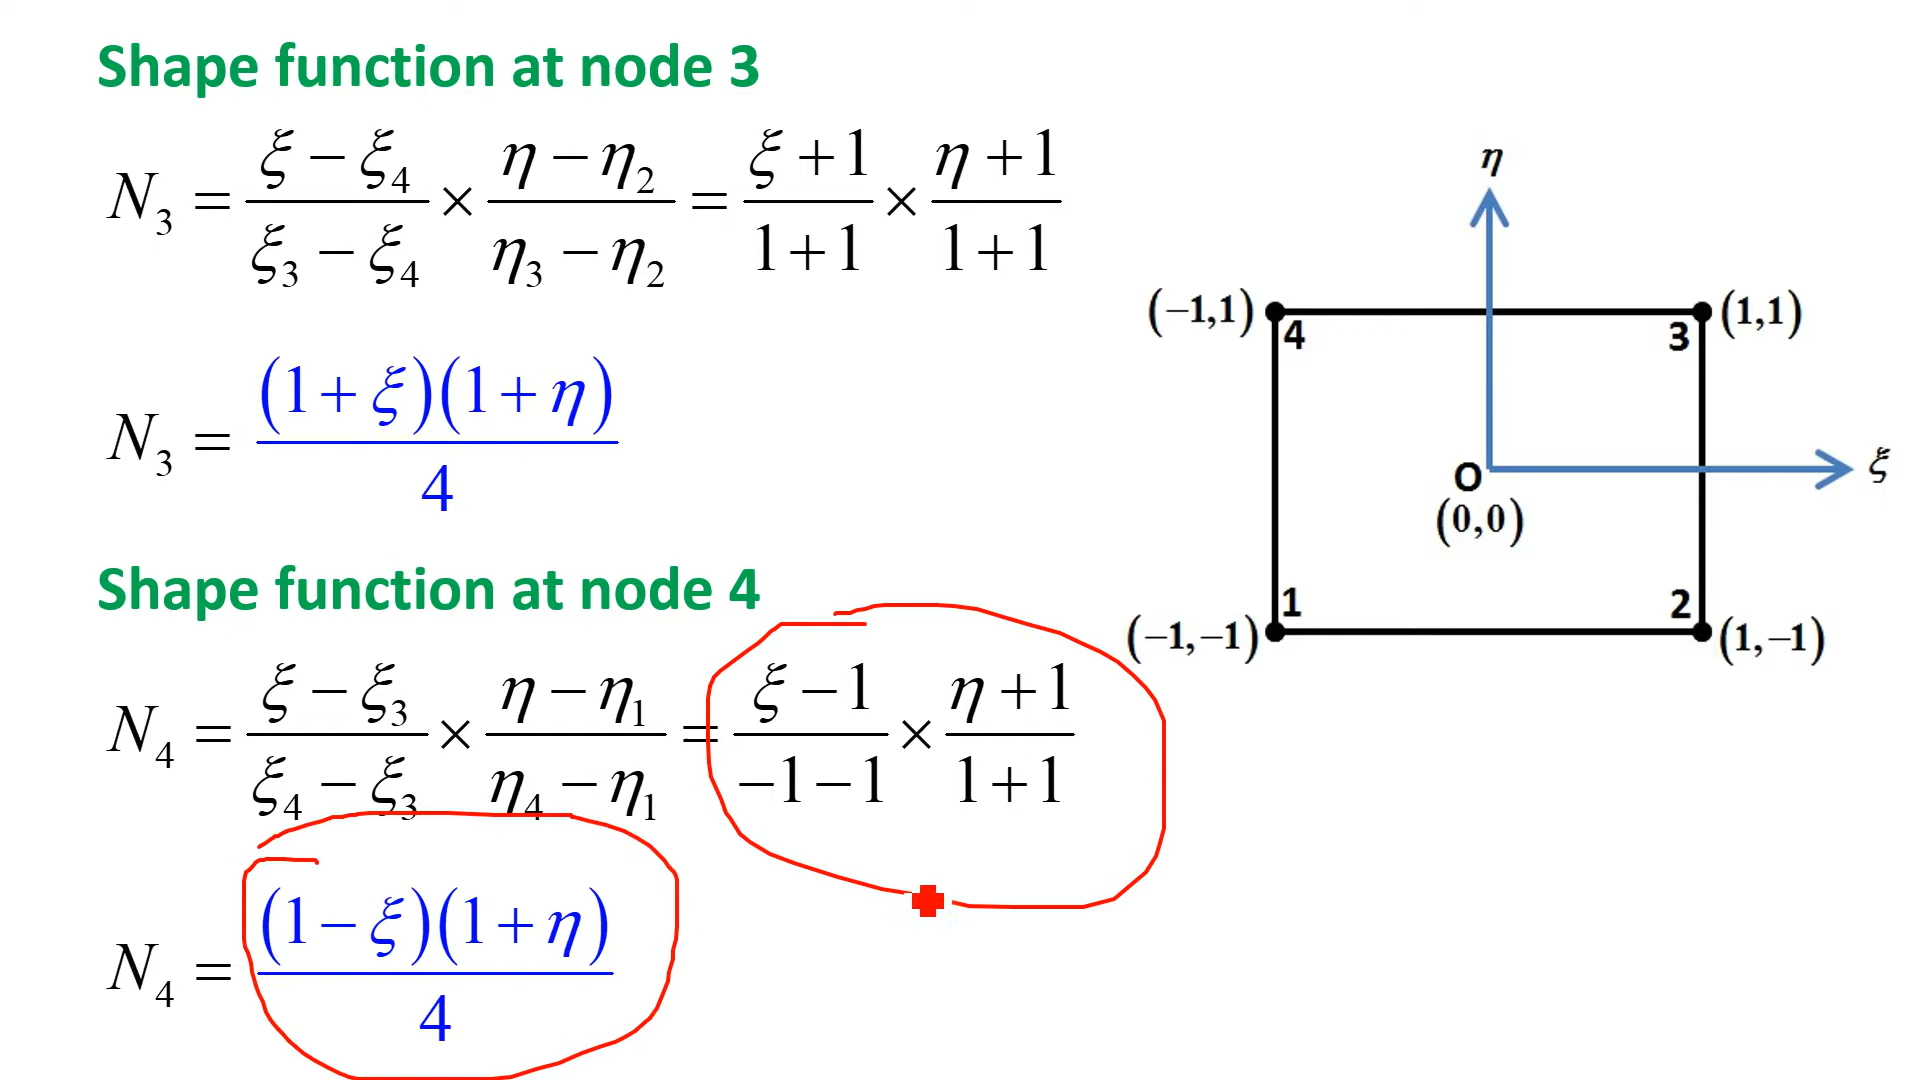 Shape function at node 3
N₃ = (ξ − ξ₄)/(ξ₃ − ξ₄) × (η − η₂)/(η₃ − η₂) = (ξ + 1)/(1 + 1) × (η + 1)/(1 + 1)
N₃ = (1 + ξ)(1 + η)/4
Shape function at node 4
N₄ = (ξ − ξ₃)/(ξ₄ − ξ₃) × (η − η₁)/(η₄ − η₁) = (ξ − 1)/(−1 − 1) × (η + 1)/(1 + 1)
N₄ = (1 − ξ)(1 + η)/4
η
(−1,1) 4 3 (1,1)
O ξ
(0,0)
1 2
(−1,−1) (1,−1)